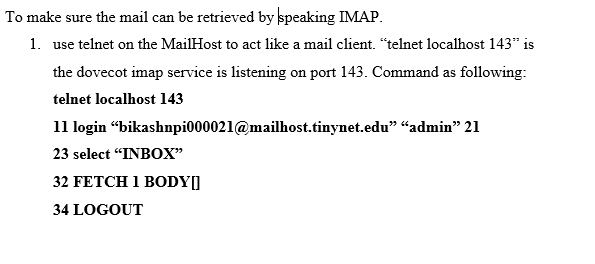 To make sure the mail can be retrieved by speaking IMAP.
1. use telnet on the MailHost to act like a mail client. “telnet localhost 143” is
the dovecot imap service is listening on port 143. Command as following:
telnet localhost 143
11 login “bikashnpi000021@mailhost.tinynet.edu” “admin” 21
23 select “INBOX”
32 FETCH 1 BODY[]
34 LOGOUT